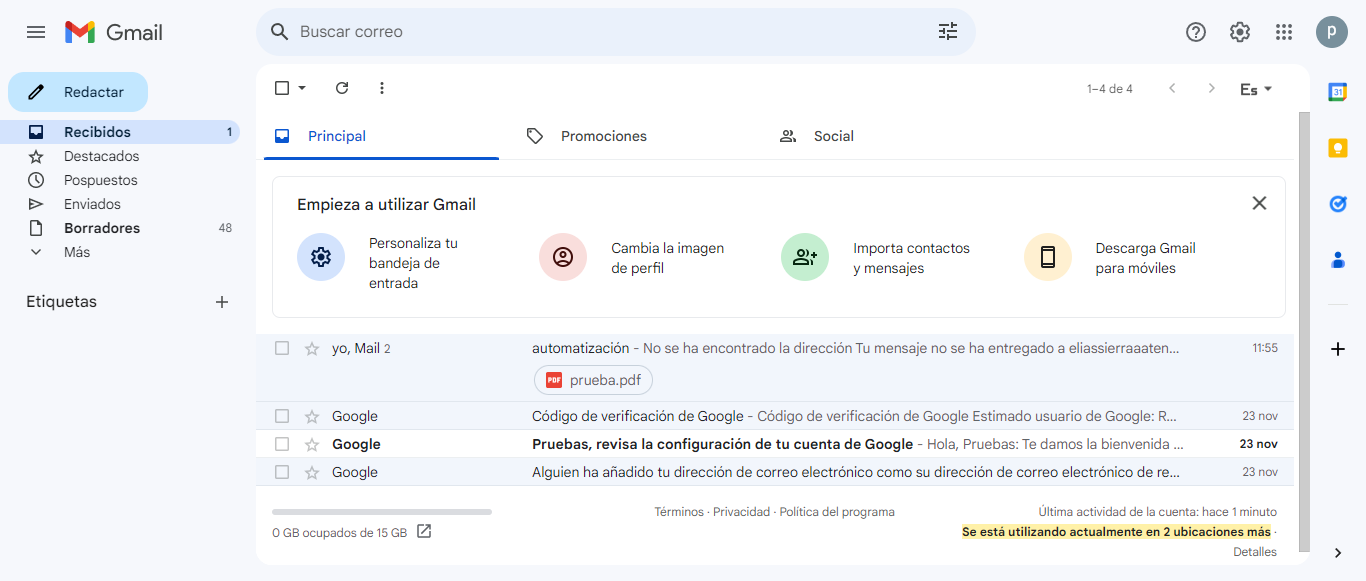 Gmail
Buscar correo
P
Redactar
Recibidos 1
Destacados
Pospuestos
Enviados
Borradores 48
Más
Etiquetas
1–4 de 4
Es
Principal
Promociones
Social
Empieza a utilizar Gmail
Personaliza tu
bandeja de
entrada
Cambia la imagen
de perfil
Importa contactos
y mensajes
Descarga Gmail
para móviles
yo, Mail 2 automatización - No se ha encontrado la dirección Tu mensaje no se ha entregado a eliassierraaaten... 11:55
PDF prueba.pdf
Google Código de verificación de Google - Código de verificación de Google Estimado usuario de Google: R... 23 nov
Google Pruebas, revisa la configuración de tu cuenta de Google - Hola, Pruebas: Te damos la bienvenida ... 23 nov
Google Alguien ha añadido tu dirección de correo electrónico como su dirección de correo electrónico de re... 23 nov
0 GB ocupados de 15 GB
Términos · Privacidad · Política del programa
Última actividad de la cuenta: hace 1 minuto
Se está utilizando actualmente en 2 ubicaciones más ·
Detalles
31